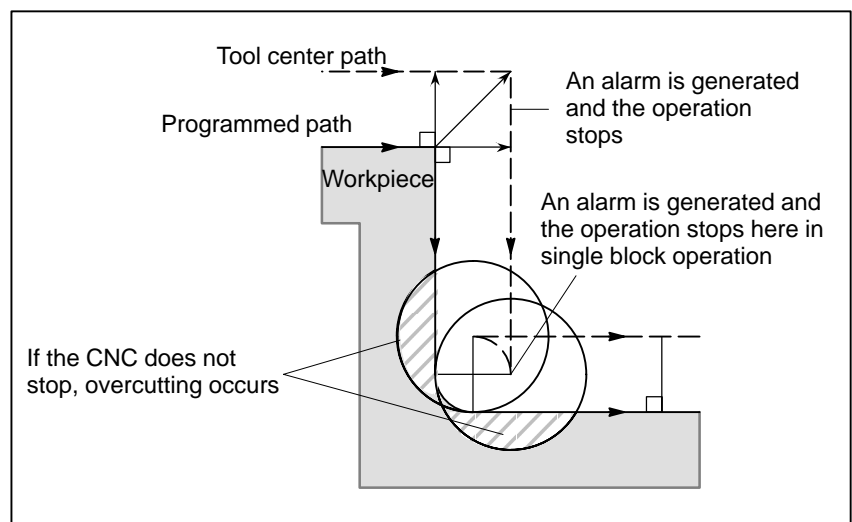 Tool center path
An alarm is generated
and the operation
stops
Programmed path
Workpiece
An alarm is generated and
the operation stops here in
single block operation
If the CNC does not
stop, overcutting occurs